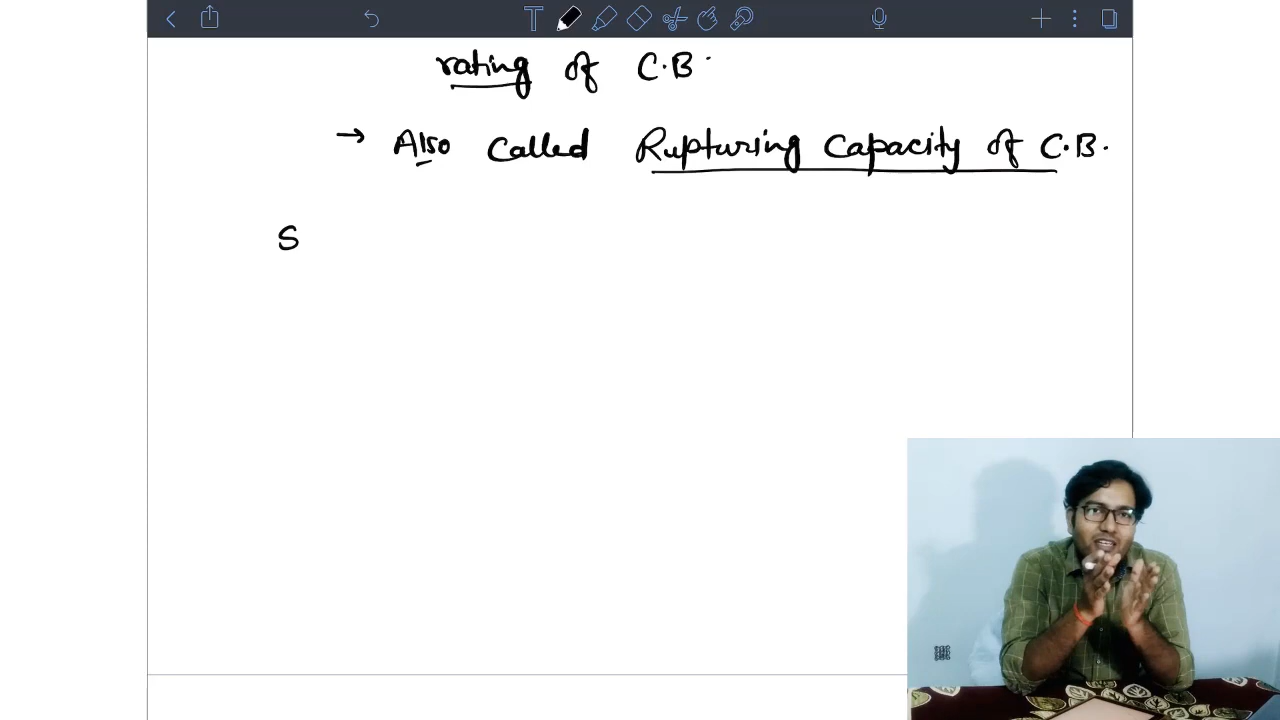 rating of C.B.
→ Also Called Rupturing Capacity of C.B.
S